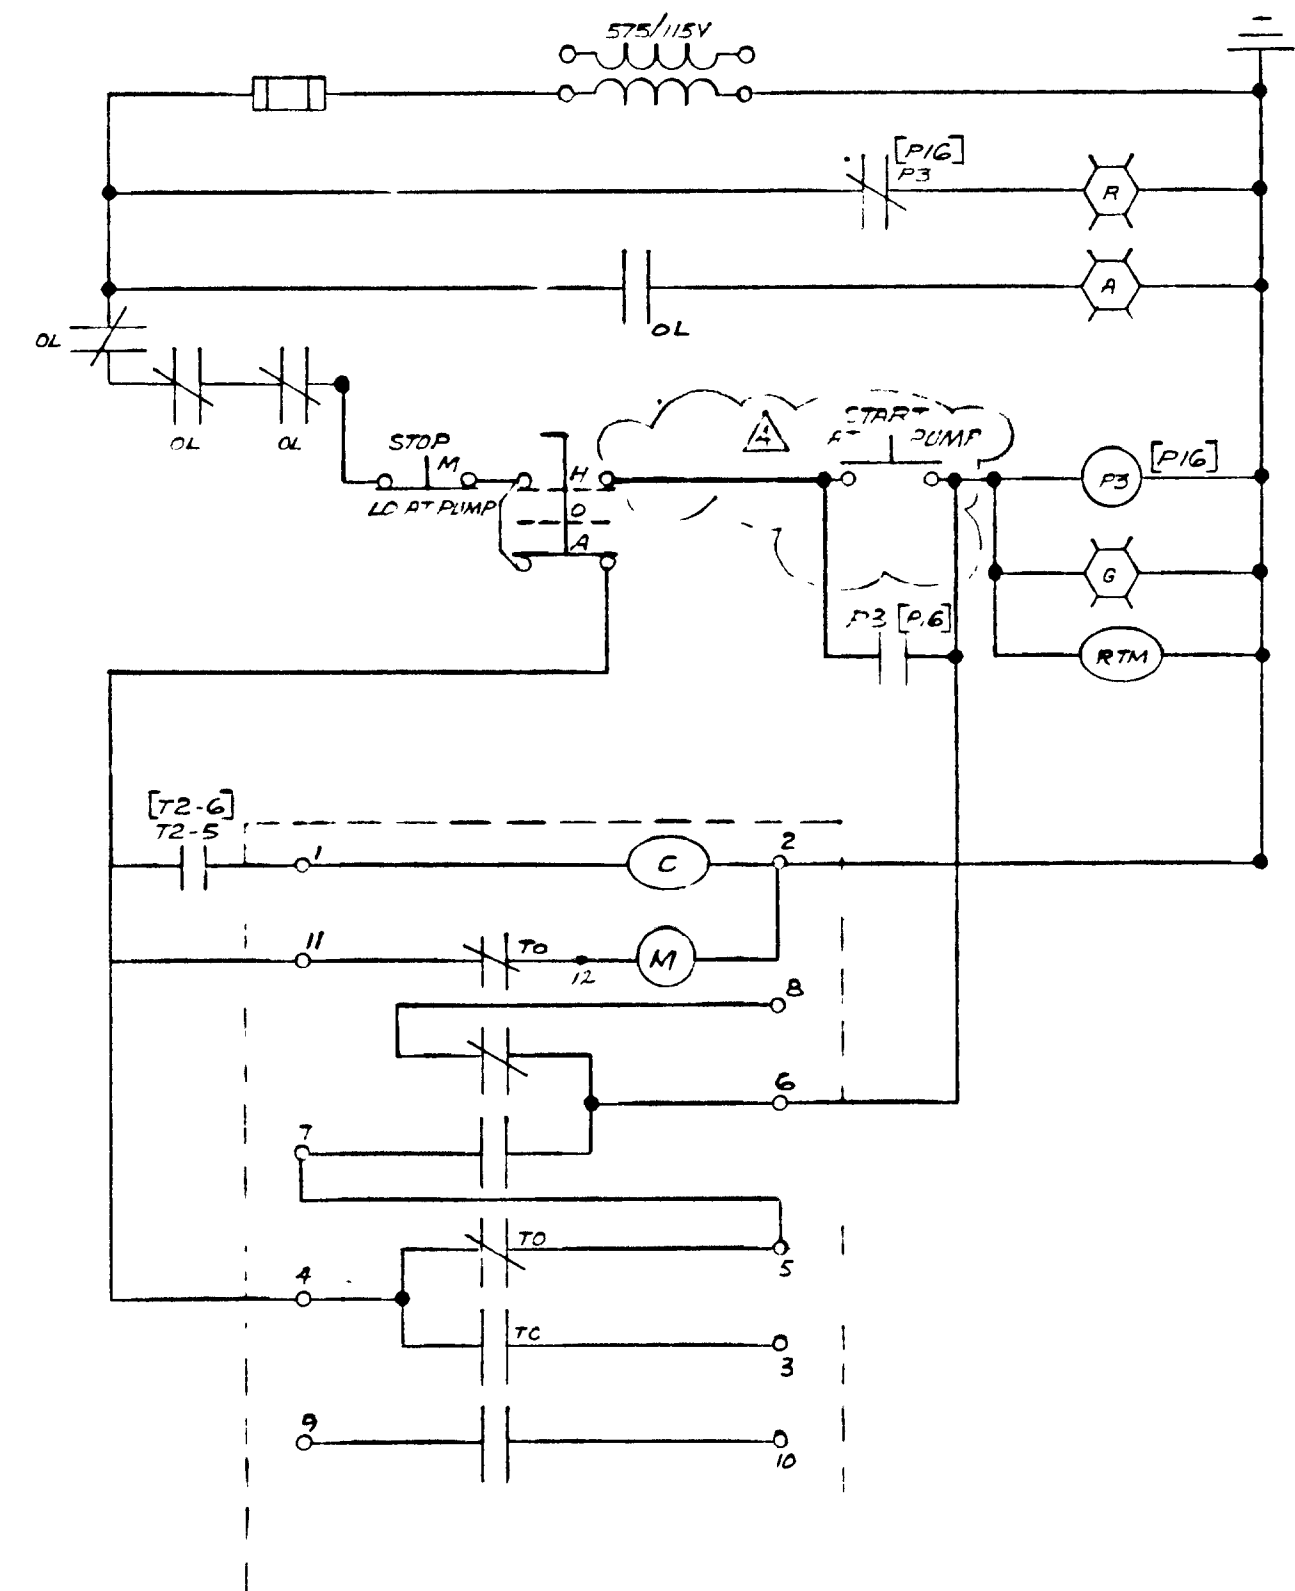 575/115V
[P16]
P3
R
A
OL
OL
OL
OL
STOP
M
LO AT PUMP
H
O
A
4
START
AT PUMP
P3
[P16]
G
P3 [P16]
RTM
[T2-6]
T2-5
1
C
2
11
TO
12
M
8
6
7
TO
5
4
TC
3
9
10